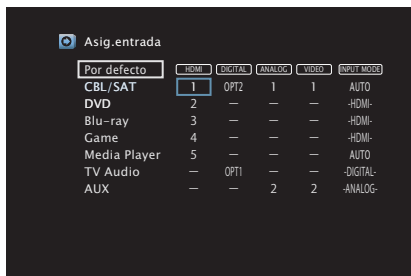 Asig.entrada
Por defecto HDMI DIGITAL ANALOG VIDEO INPUT MODE
CBL/SAT 1 OPT2 1 1 AUTO
DVD 2 — — — -HDMI-
Blu-ray 3 — — — -HDMI-
Game 4 — — — -HDMI-
Media Player 5 — — — AUTO
TV Audio — OPT1 — — -DIGITAL-
AUX — — 2 2 -ANALOG-